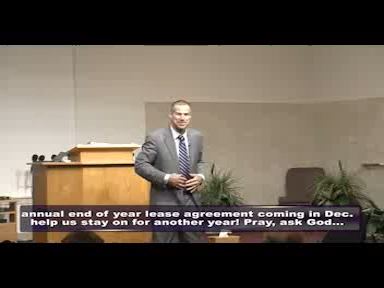 annual end of year lease agreement coming in Dec.
help us stay on for another year! Pray, ask God...